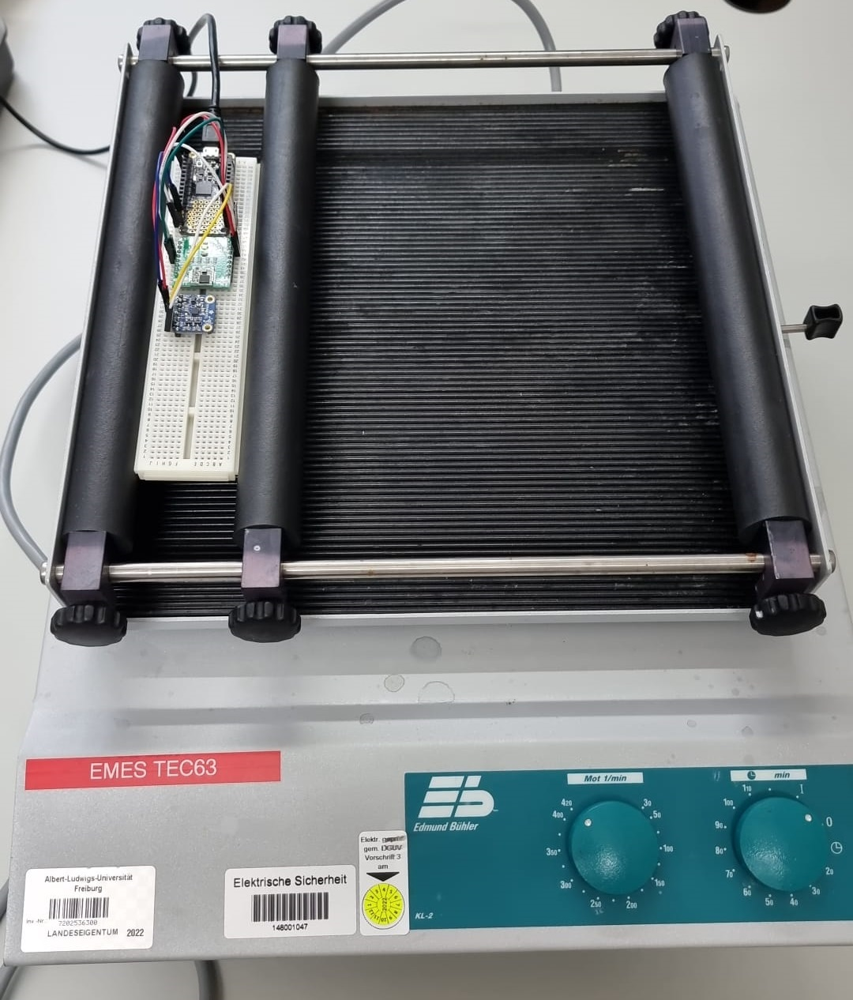 EMES TEC63
Albert-Ludwigs-Universität
Freiburg
Inv.-Nr.
7202536300
LANDESEIGENTUM 2022
Elektrische Sicherheit
148001047
Elektr.
gem. DGUV
Vorschrift 3
am
2022
Edmund Bühler
KL-2
Mot 1/min
30
50
100
150
200
250
300
350
400
420
min
I
0
20
30
40
50
60
70
80
90
100
110